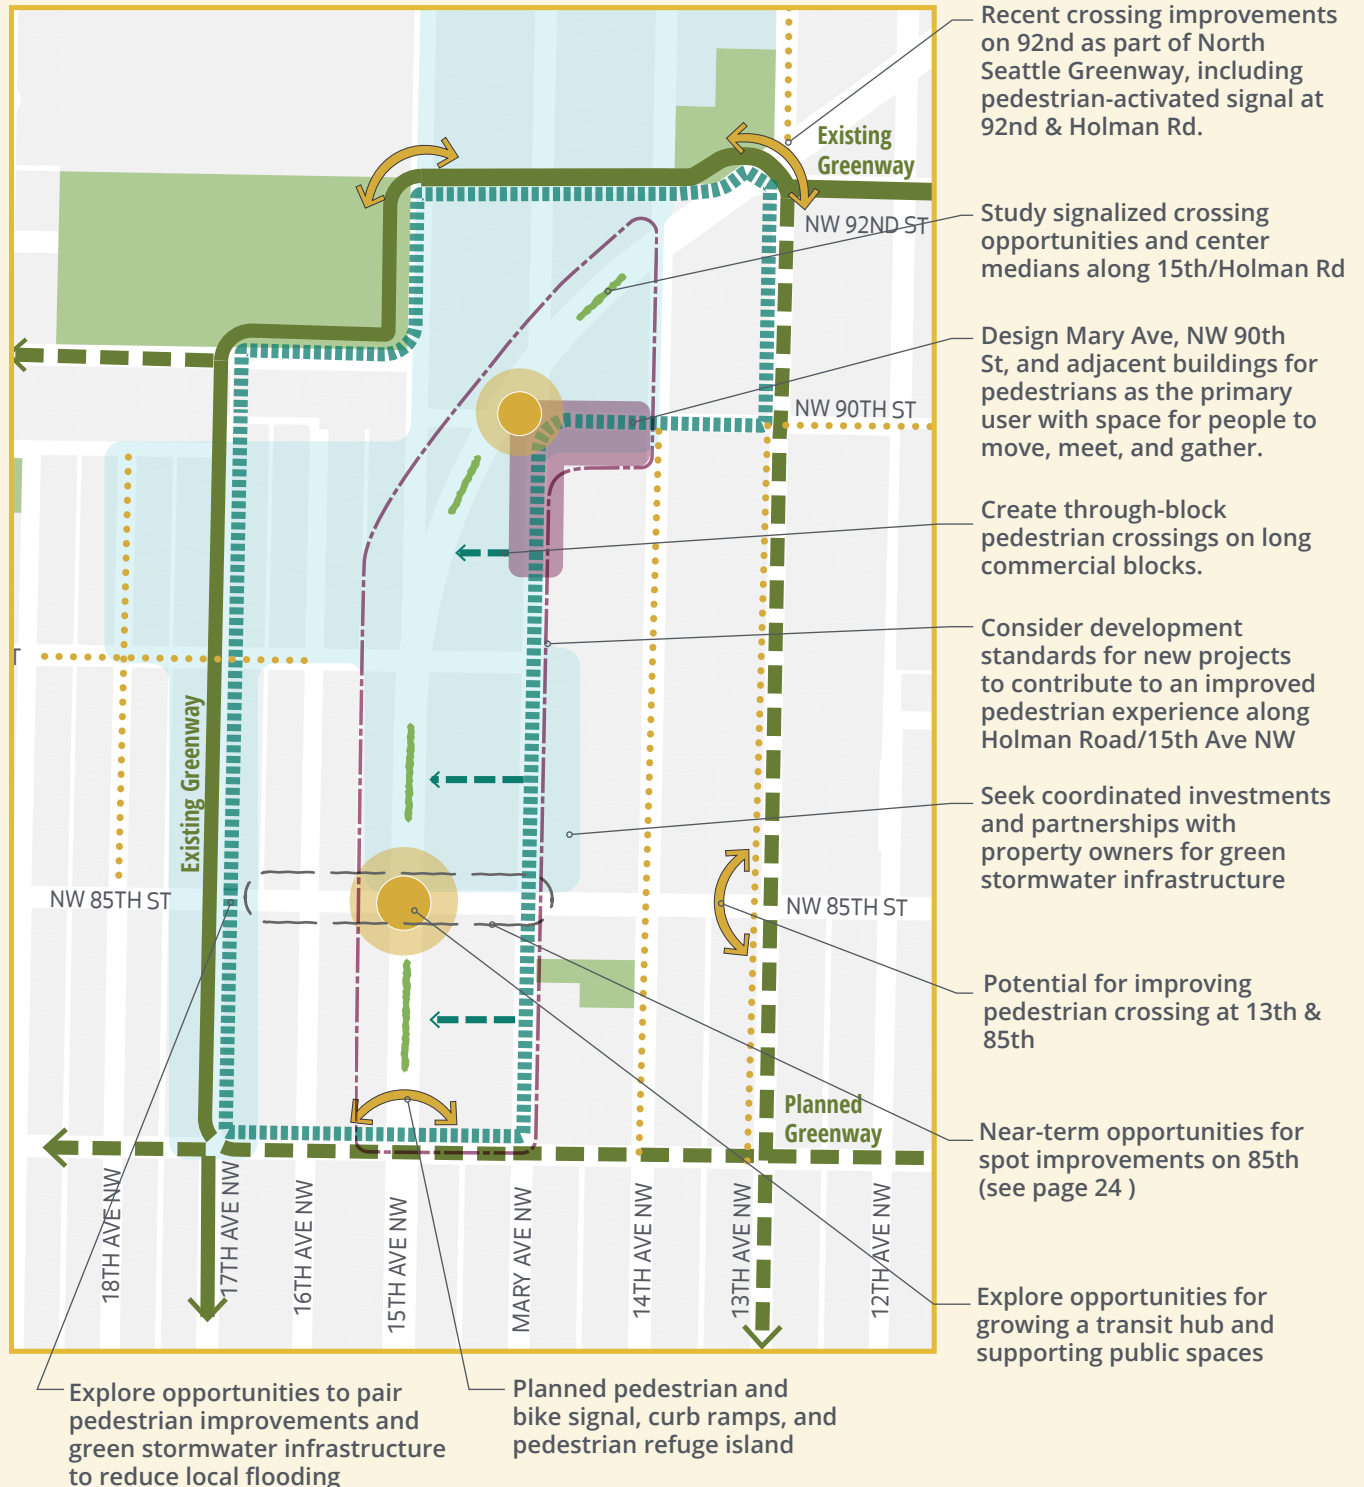 Recent crossing improvements
on 92nd as part of North
Seattle Greenway, including
pedestrian-activated signal at
92nd & Holman Rd.
Existing
Greenway
NW 92ND ST
Study signalized crossing
opportunities and center
medians along 15th/Holman Rd
Design Mary Ave, NW 90th
St, and adjacent buildings for
pedestrians as the primary
user with space for people to
move, meet, and gather.
NW 90TH ST
Create through-block
pedestrian crossings on long
commercial blocks.
Consider development
standards for new projects
to contribute to an improved
pedestrian experience along
Holman Road/15th Ave NW
T
Existing Greenway
Seek coordinated investments
and partnerships with
property owners for green
stormwater infrastructure
NW 85TH ST
NW 85TH ST
Potential for improving
pedestrian crossing at 13th &
85th
Planned
Greenway
Near-term opportunities for
spot improvements on 85th
(see page 24 )
18TH AVE NW
17TH AVE NW
16TH AVE NW
15TH AVE NW
MARY AVE NW
14TH AVE NW
13TH AVE NW
12TH AVE NW
Explore opportunities for
growing a transit hub and
supporting public spaces
Explore opportunities to pair
pedestrian improvements and
green stormwater infrastructure
to reduce local flooding
Planned pedestrian and
bike signal, curb ramps, and
pedestrian refuge island